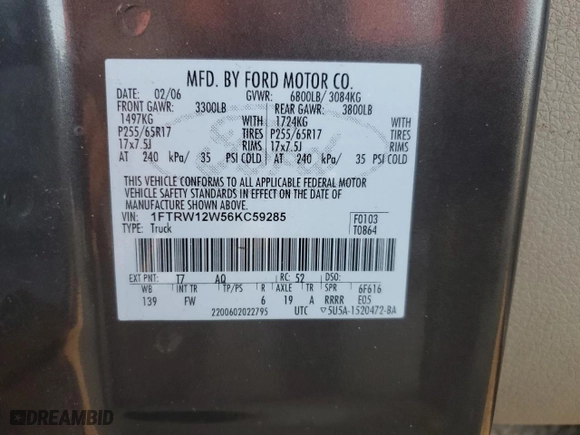 MFD. BY FORD MOTOR CO.
DATE: 02/06 GVWR: 6800LB/ 3084KG
FRONT GAWR: 3300LB REAR GAWR: 3800LB
1497KG WITH 1724KG WITH
P255/65R17 TIRES P255/65R17 TIRES
17x7.5J RIMS 17x7.5J RIMS
AT 240 kPa/ 35 PSI COLD AT 240 kPa/ 35 PSI COLD
THIS VEHICLE CONFORMS TO ALL APPLICABLE FEDERAL MOTOR
VEHICLE SAFETY STANDARDS IN EFFECT ON THE DATE OF
MANUFACTURE SHOWN ABOVE.
VIN: 1FTRW12W56KC59285 F0103
TYPE: Truck T0864
EXT PNT: T7 AQ RC: 52 DSO:
WB INT TR TP/PS R AXLE TR SPR 6F616
139 FW 6 19 A RRRR E05
220060202279S UTC ▽5U5A-1520472-BA
DREAMBID